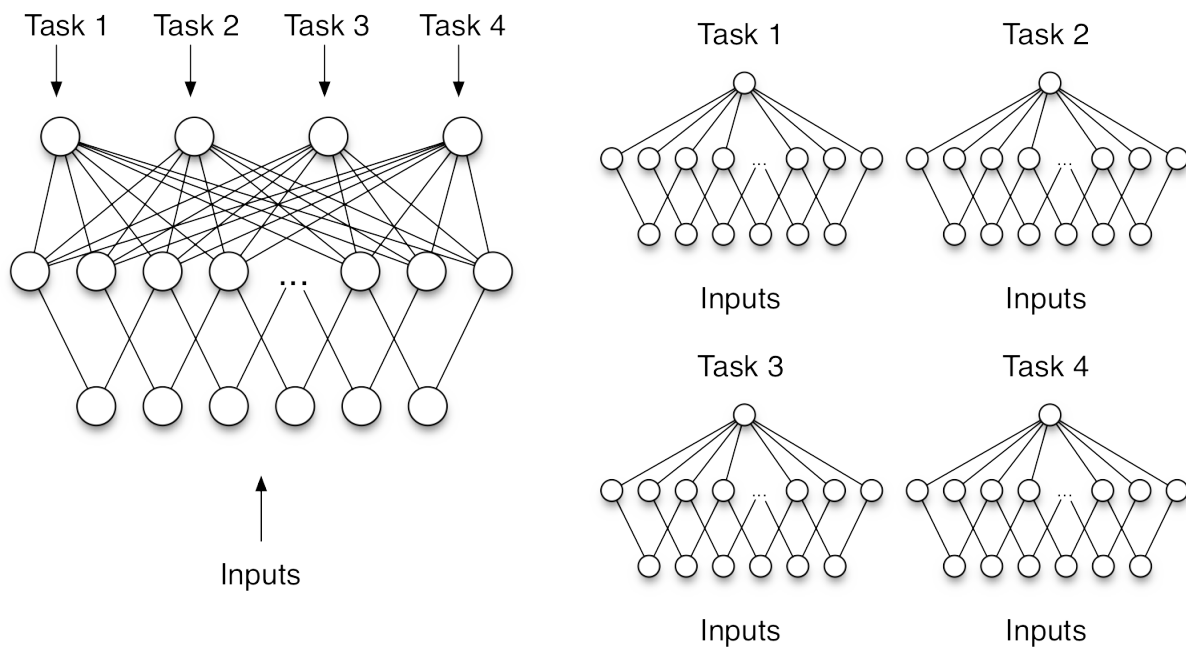 Task 1
Task 2
Task 3
Task 4
...
Inputs
Task 1
...
Inputs
Task 2
...
Inputs
Task 3
...
Inputs
Task 4
...
Inputs